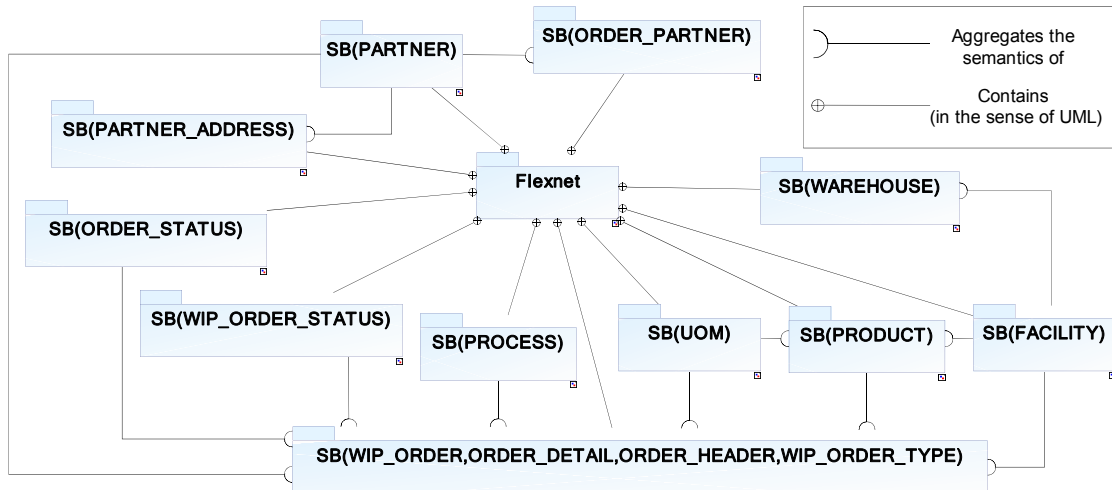 SB(PARTNER)
SB(ORDER_PARTNER)
Aggregates the
semantics of
Contains
(in the sense of UML)
SB(PARTNER_ADDRESS)
Flexnet
SB(WAREHOUSE)
SB(ORDER_STATUS)
SB(WIP_ORDER_STATUS)
SB(PROCESS)
SB(UOM)
SB(PRODUCT)
SB(FACILITY)
SB(WIP_ORDER,ORDER_DETAIL,ORDER_HEADER,WIP_ORDER_TYPE)